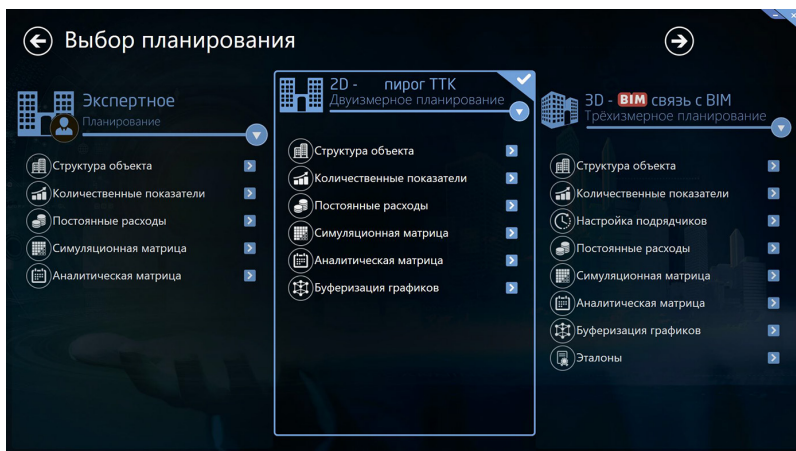 Выбор планирования
Экспертное
Планирование
Структура объекта
Количественные показатели
Постоянные расходы
Симуляционная матрица
Аналитическая матрица
2D - пирог ТТК
Двуизмерное планирование
Структура объекта
Количественные показатели
Постоянные расходы
Симуляционная матрица
Аналитическая матрица
Буферизация графиков
3D - BIM связь с BIM
Трёхизмерное планирование
Структура объекта
Количественные показатели
Настройка подрядчиков
Постоянные расходы
Симуляционная матрица
Аналитическая матрица
Буферизация графиков
Эталоны